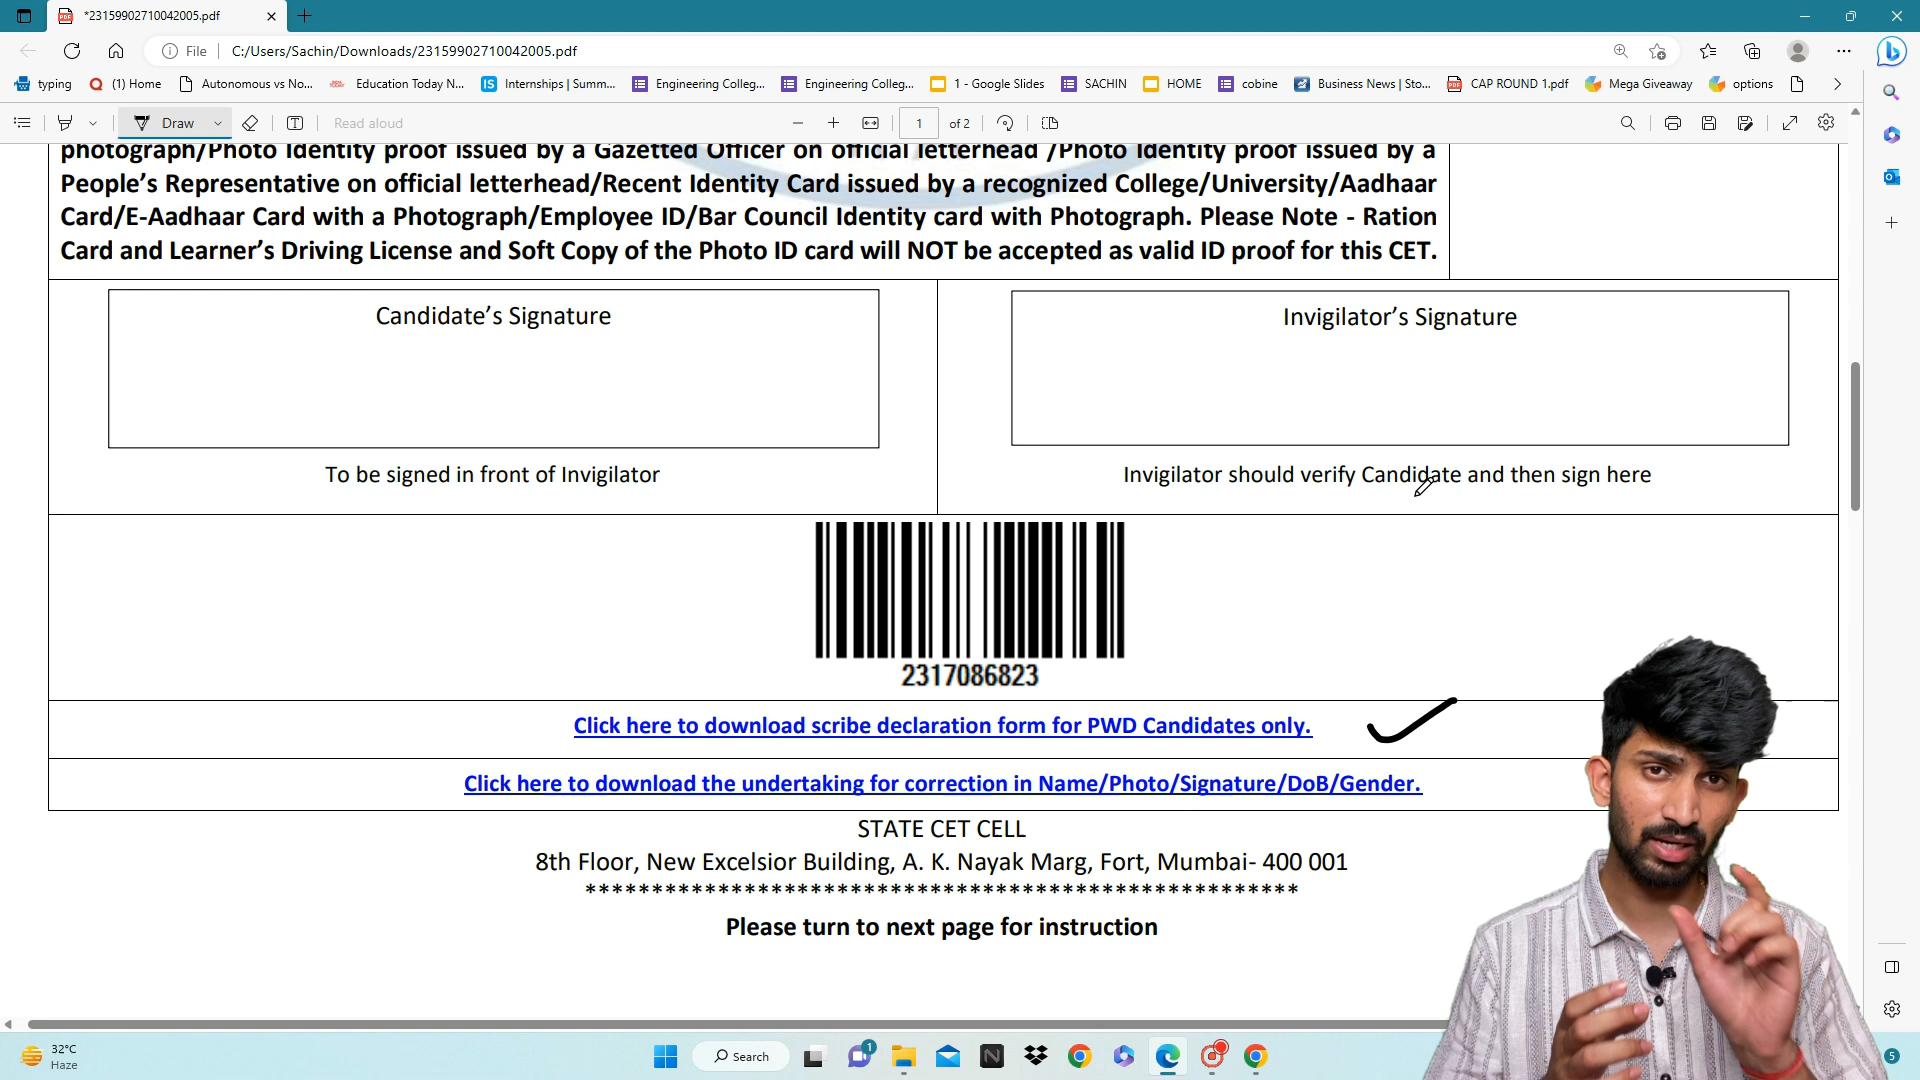 *23159902710042005.pdf
File
C:/Users/Sachin/Downloads/23159902710042005.pdf
typing
(1) Home
Autonomous vs No...
Education Today N...
Internships | Summ...
Engineering Colleg...
Engineering Colleg...
1 - Google Slides
SACHIN
HOME
cobine
Business News | Sto...
CAP ROUND 1.pdf
Mega Giveaway
options
Draw
Read aloud
1
of 2
photograph/Photo Identity proof issued by a Gazetted Officer on official letterhead /Photo Identity proof issued by a
People's Representative on official letterhead/Recent Identity Card issued by a recognized College/University/Aadhaar
Card/E-Aadhaar Card with a Photograph/Employee ID/Bar Council Identity card with Photograph. Please Note - Ration
Card and Learner's Driving License and Soft Copy of the Photo ID card will NOT be accepted as valid ID proof for this CET.
Candidate's Signature
Invigilator's Signature
To be signed in front of Invigilator
Invigilator should verify Candidate and then sign here
2317086823
Click here to download scribe declaration form for PWD Candidates only.
Click here to download the undertaking for correction in Name/Photo/Signature/DoB/Gender.
STATE CET CELL
8th Floor, New Excelsior Building, A. K. Nayak Marg, Fort, Mumbai- 400 001
******************************************************
Please turn to next page for instruction
32°C
Haze
Search
1
5